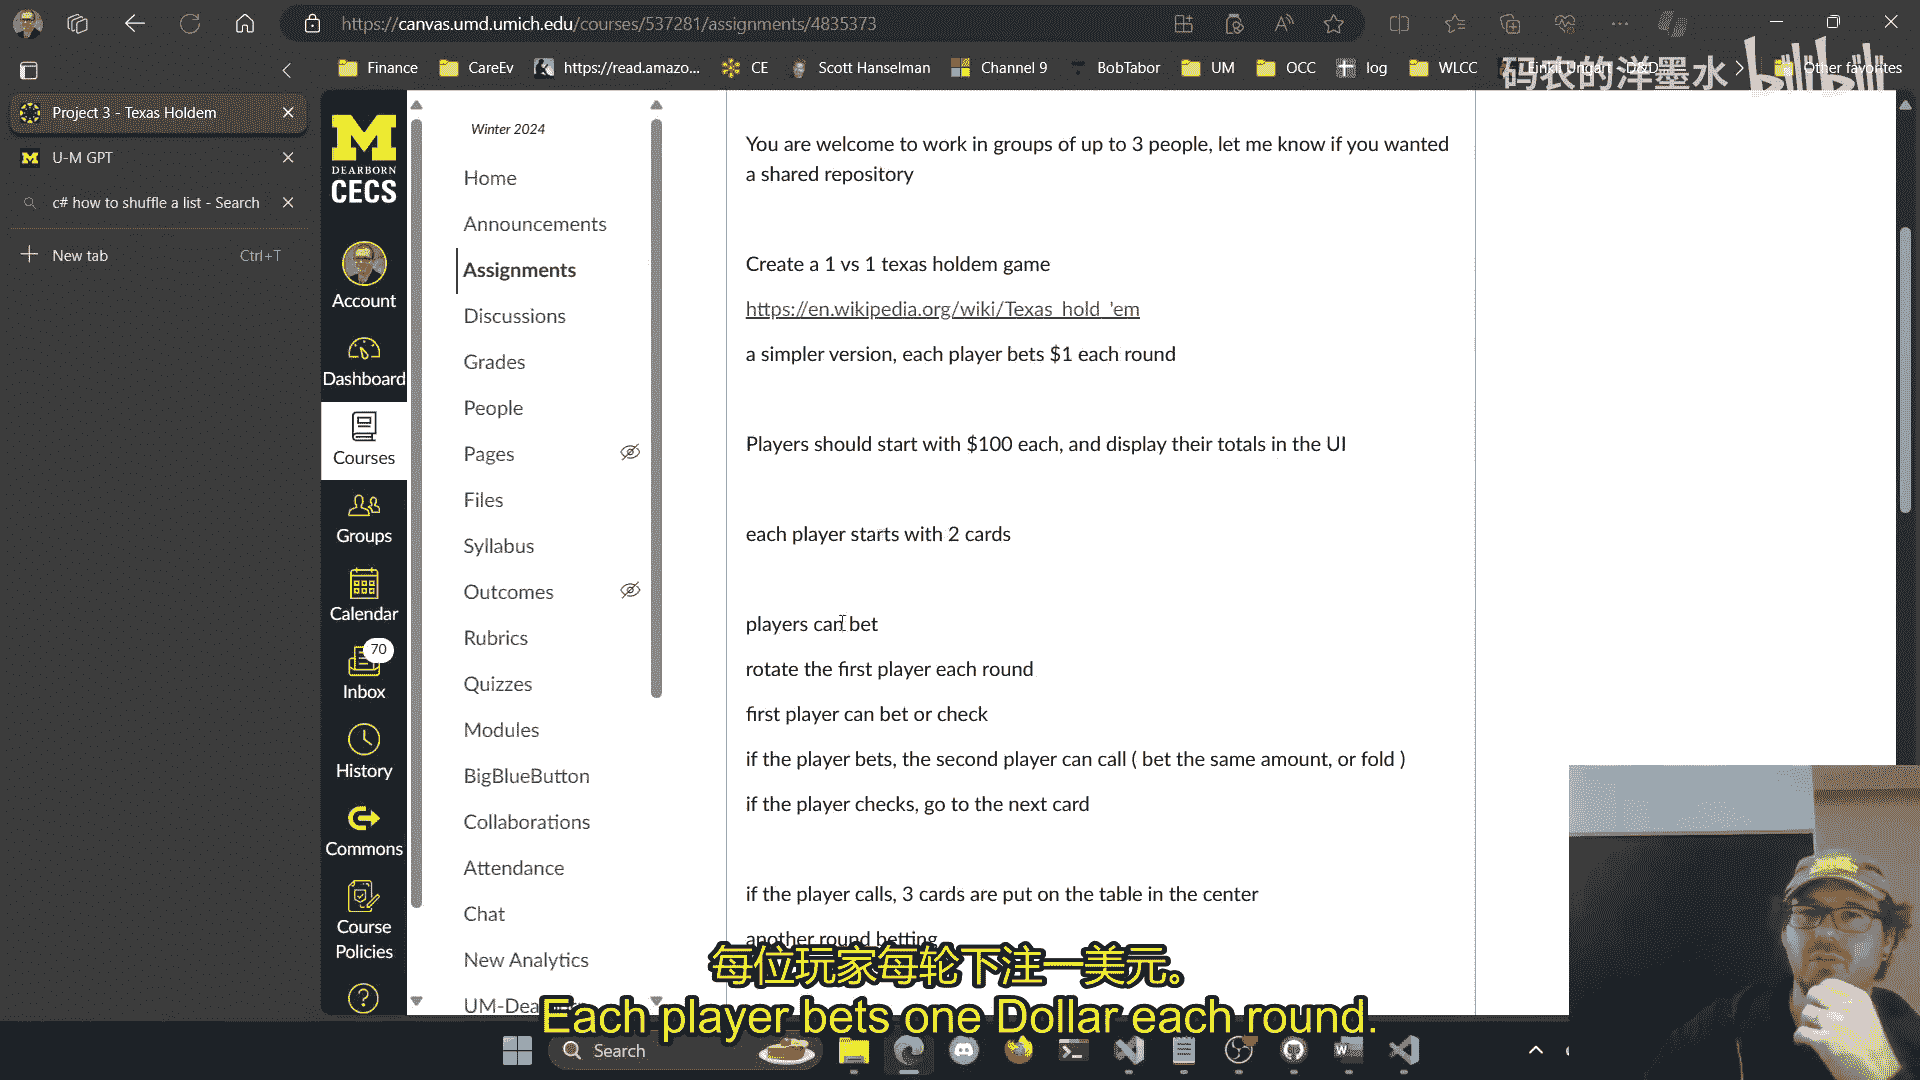 https://canvas.umd.umich.edu/courses/537281/assignments/4835373
Finance
CareEv
https://read.amazo...
CE
Scott Hanselman
Channel 9
BobTabor
UM
OCC
log
WLCC
D&D
Other favorites
码农的洋墨水
bilibili
Project 3 - Texas Holdem
U-M GPT
c# how to shuffle a list - Search
New tab
Ctrl+T
M
DEARBORN
CECS
Account
Dashboard
Courses
Groups
Calendar
70
Inbox
History
Commons
Course
Policies
Winter 2024
Home
Announcements
Assignments
Discussions
Grades
People
Pages
Files
Syllabus
Outcomes
Rubrics
Quizzes
Modules
BigBlueButton
Collaborations
Attendance
Chat
New Analytics
You are welcome to work in groups of up to 3 people, let me know if you wanted
a shared repository
Create a 1 vs 1 texas holdem game
https://en.wikipedia.org/wiki/Texas_hold_'em
a simpler version, each player bets $1 each round
Players should start with $100 each, and display their totals in the UI
each player starts with 2 cards
players can bet
rotate the first player each round
first player can bet or check
if the player bets, the second player can call ( bet the same amount, or fold )
if the player checks, go to the next card
if the player calls, 3 cards are put on the table in the center
another round betting
每位玩家每轮下注一美元。
Each player bets one Dollar each round.
Search